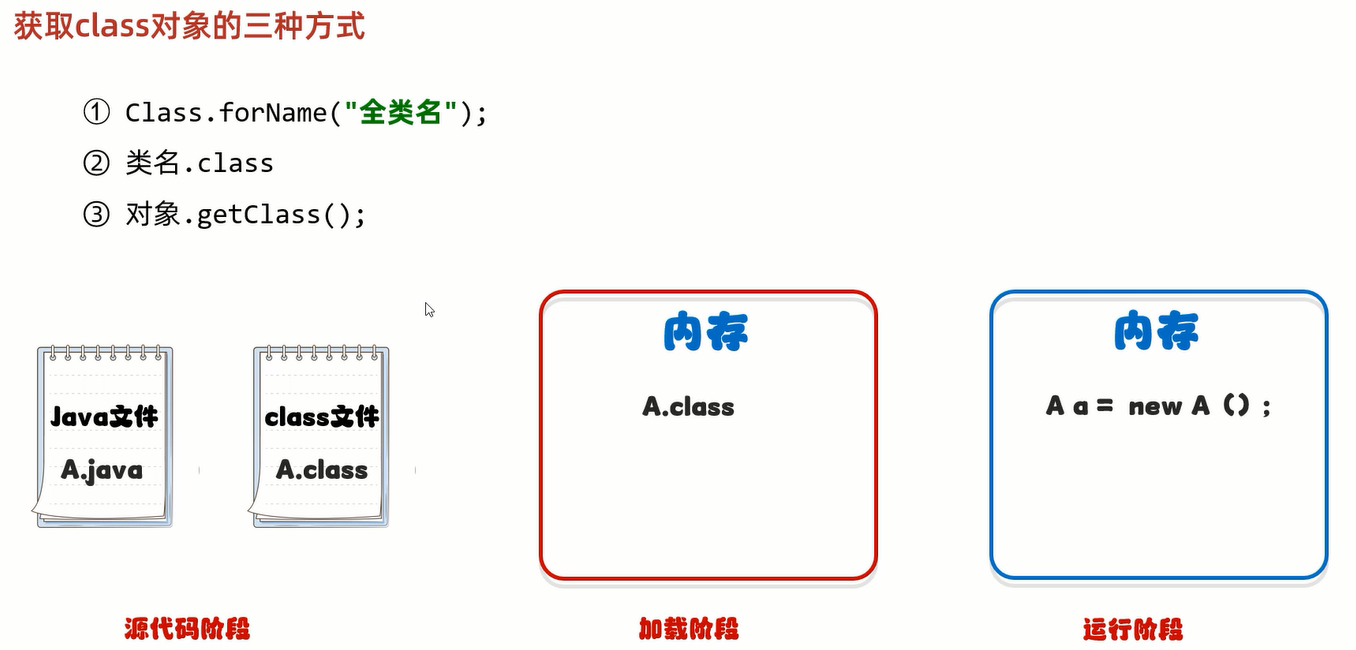 获取class对象的三种方式
① Class.forName("全类名");
② 类名.class
③ 对象.getClass();
内存
内存
Java文件
class文件
A.class
A a = new A () ;
A.java
A.class
源代码阶段
加载阶段
运行阶段